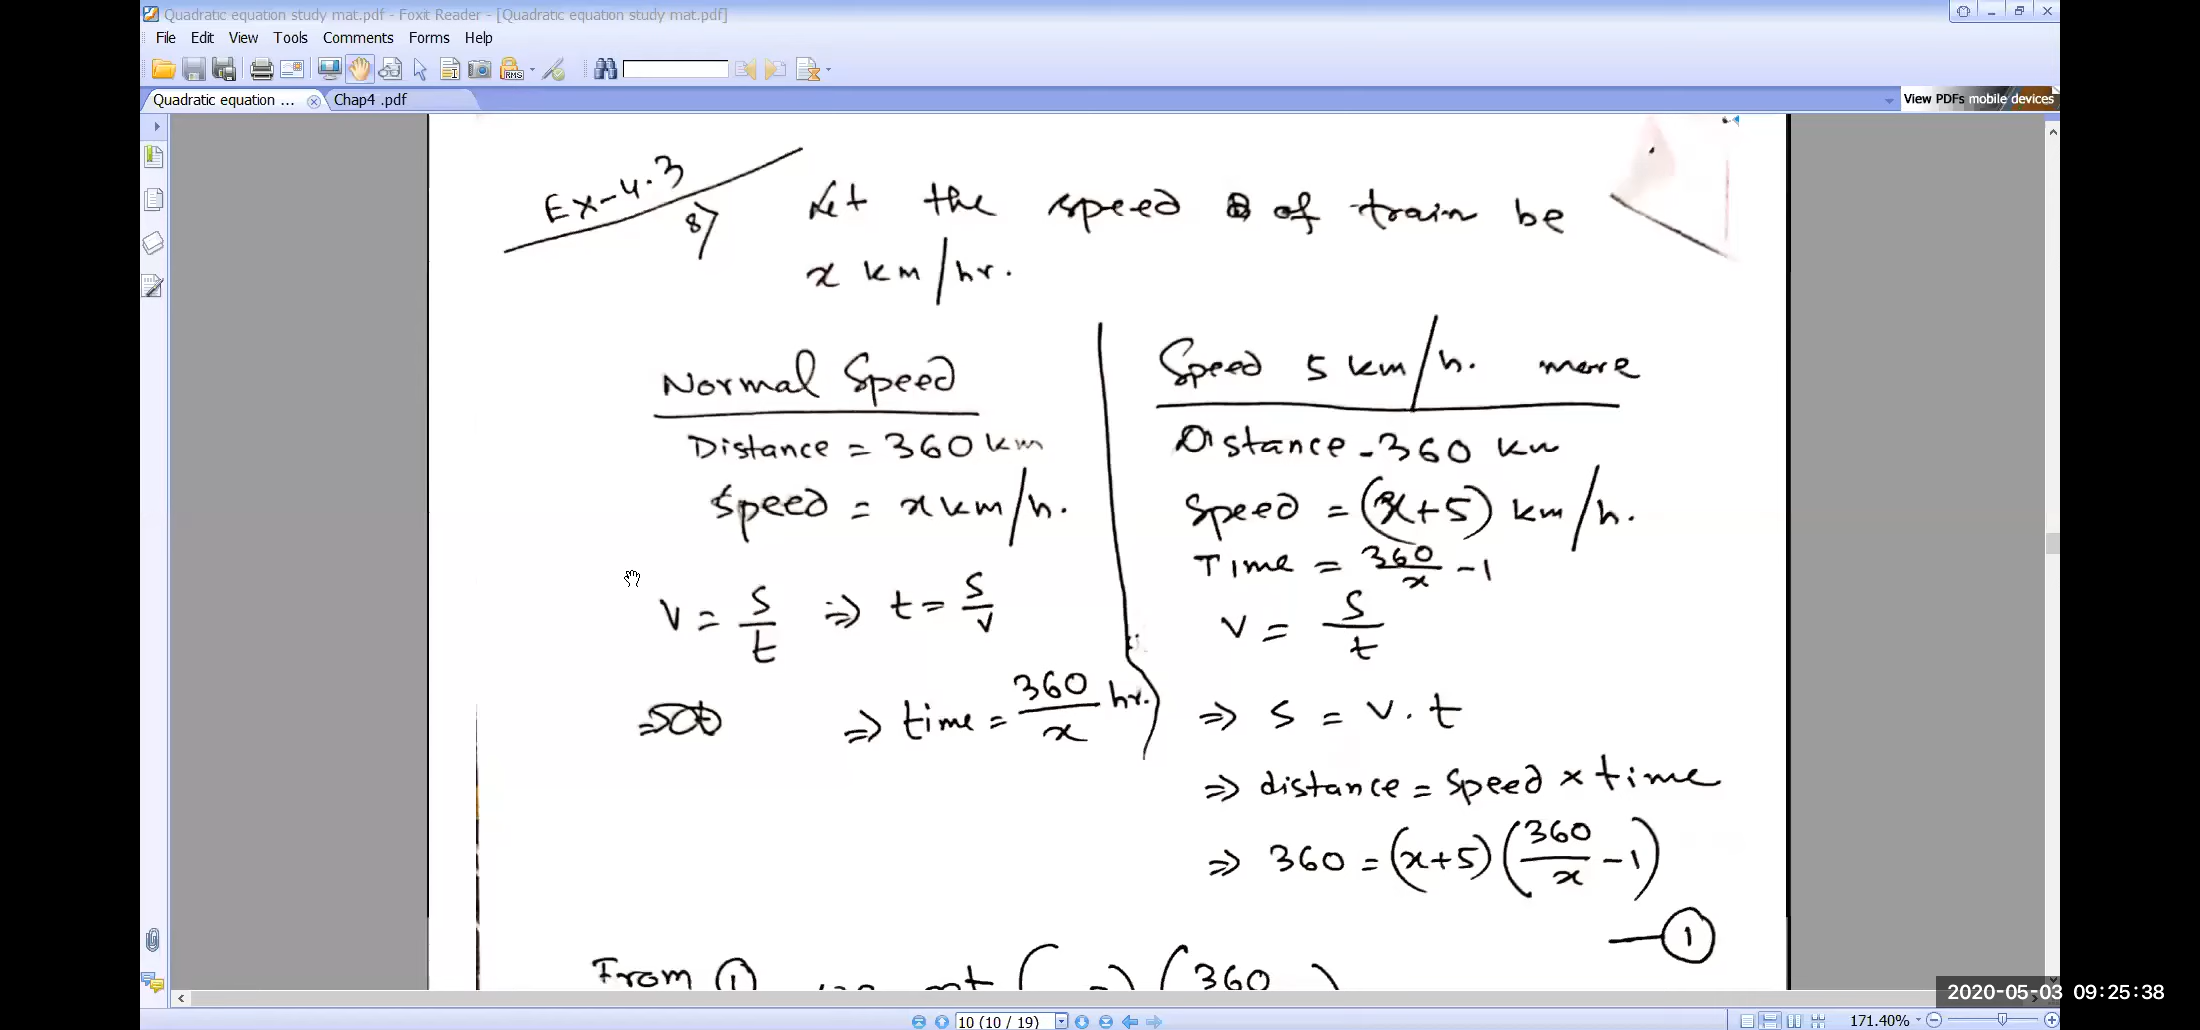 Quadratic equation study mat.pdf - Foxit Reader - [Quadratic equation study mat.pdf]
File Edit View Tools Comments Forms Help
Quadratic equation ... Chap4 .pdf
View PDFs mobile devices
Ex-4.3
8) Let the speed of train be
x km/hr.
Normal Speed
Distance = 360 km
Speed = x km/h.
V = S/t ⇒ t = S/V
⇒ time = 360/x hr.
Speed 5 km/h. more
Distance - 360 km
Speed = (x+5) km/h.
Time = 360/x - 1
V = S/t
⇒ S = V . t
⇒ distance = speed × time
⇒ 360 = (x+5)(360/x - 1)
— 1
From 1 360
2020-05-03 09:25:38
10 (10 / 19)
171.40%